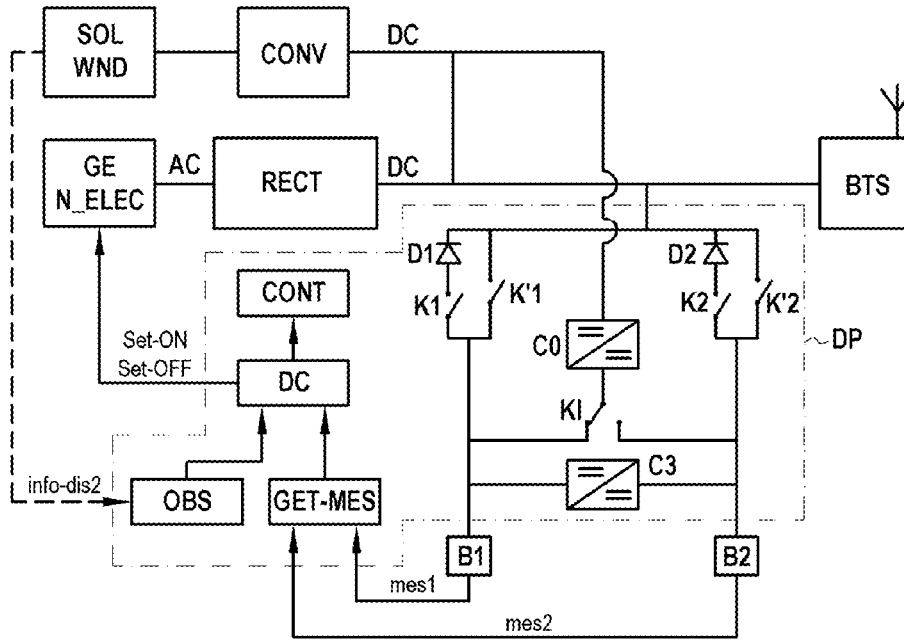 SOL
WND
CONV
DC
GE
N_ELEC
AC
RECT
DC
BTS
D1
K1
K'1
D2
K2
K'2
CONT
Set-ON
Set-OFF
DC
C0
DP
KI
info-dis2
OBS
GET-MES
C3
B1
B2
mes1
mes2